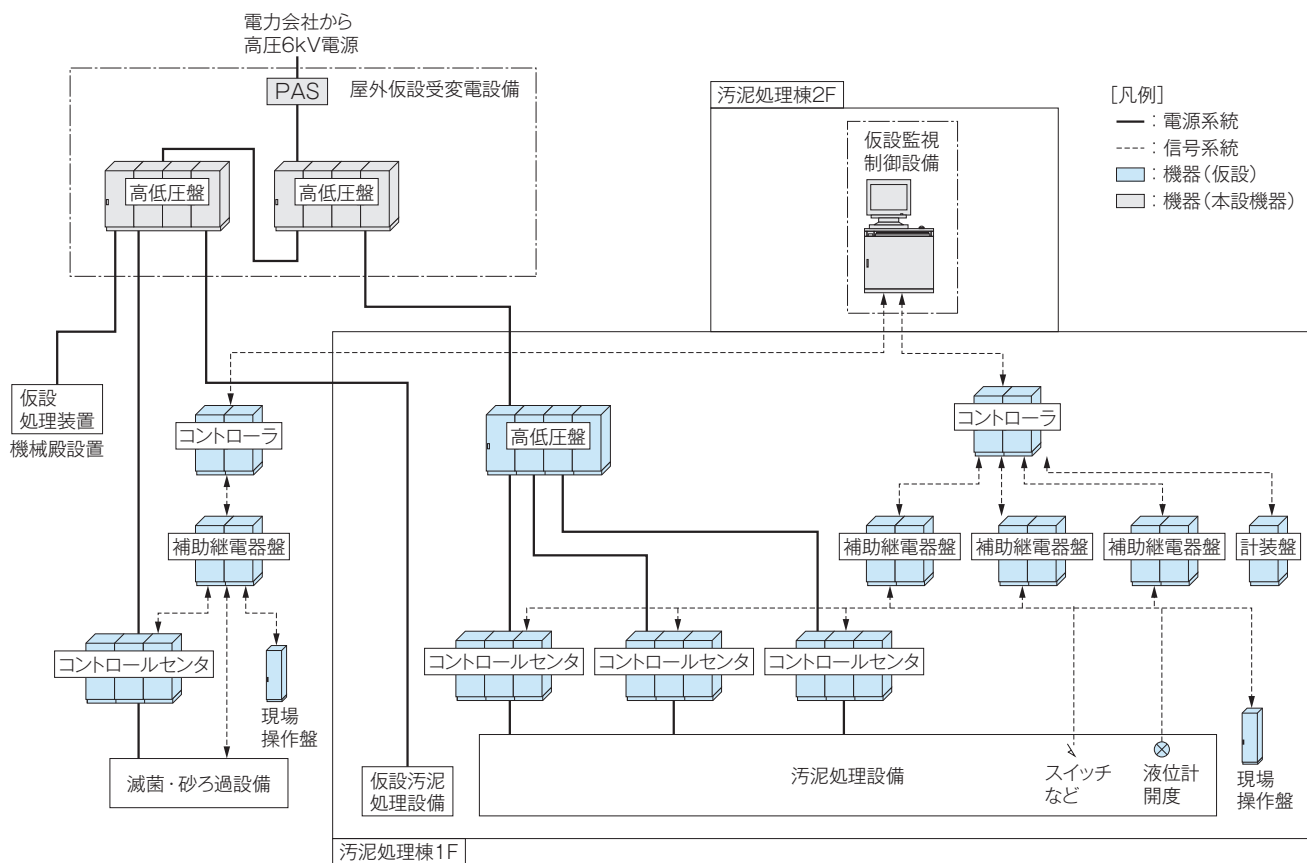 電力会社から
高圧6kV電源
PAS
屋外仮設受変電設備
高低圧盤
高低圧盤
汚泥処理棟2F
仮設監視
制御設備
[凡例]
：電源系統
：信号系統
：機器（仮設）
：機器（本設機器）
仮設
処理装置
機械殿設置
コントローラ
高低圧盤
コントローラ
補助継電器盤
補助継電器盤
補助継電器盤
補助継電器盤
計装盤
コントロールセンタ
コントロールセンタ
コントロールセンタ
コントロールセンタ
現場
操作盤
滅菌・砂ろ過設備
仮設汚泥
処理設備
汚泥処理設備
スイッチ
など
液位計
開度
現場
操作盤
汚泥処理棟1F